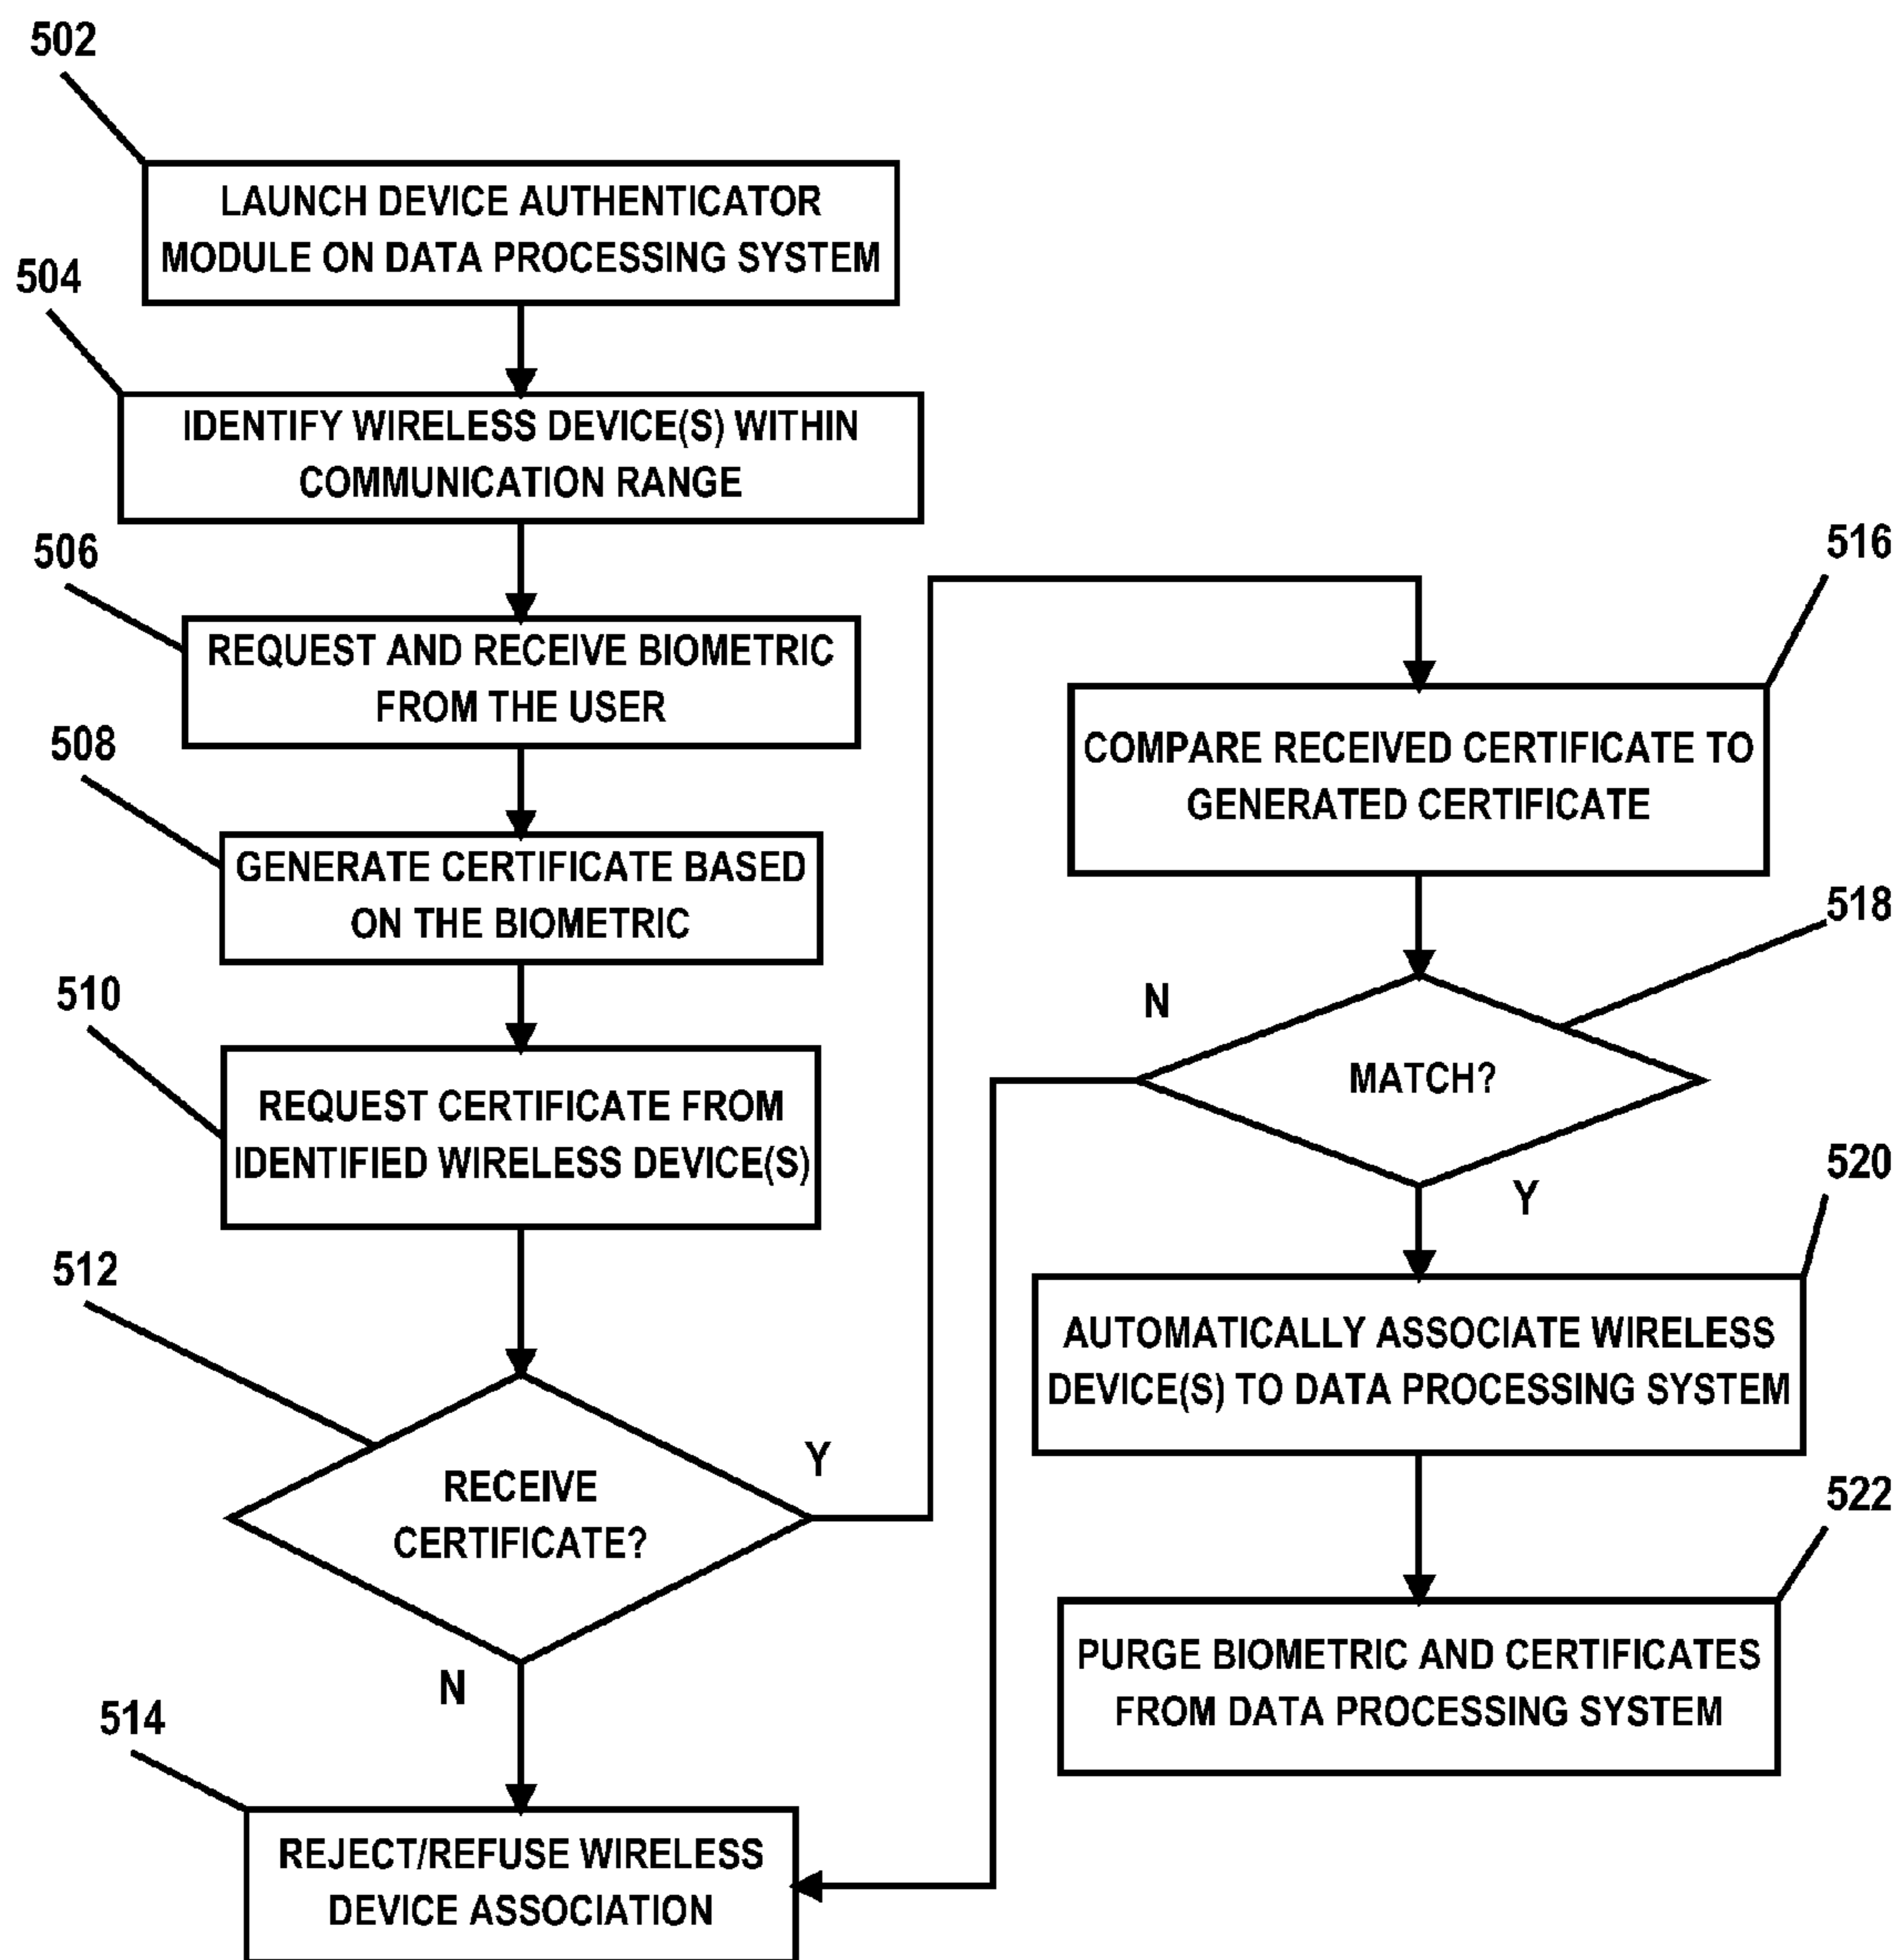 502
LAUNCH DEVICE AUTHENTICATOR
MODULE ON DATA PROCESSING SYSTEM
504
IDENTIFY WIRELESS DEVICE(S) WITHIN
COMMUNICATION RANGE
506
REQUEST AND RECEIVE BIOMETRIC
FROM THE USER
508
GENERATE CERTIFICATE BASED
ON THE BIOMETRIC
510
REQUEST CERTIFICATE FROM
IDENTIFIED WIRELESS DEVICE(S)
512
RECEIVE
CERTIFICATE?
Y
N
514
REJECT/REFUSE WIRELESS
DEVICE ASSOCIATION
516
COMPARE RECEIVED CERTIFICATE TO
GENERATED CERTIFICATE
518
N
MATCH?
Y
520
AUTOMATICALLY ASSOCIATE WIRELESS
DEVICE(S) TO DATA PROCESSING SYSTEM
522
PURGE BIOMETRIC AND CERTIFICATES
FROM DATA PROCESSING SYSTEM